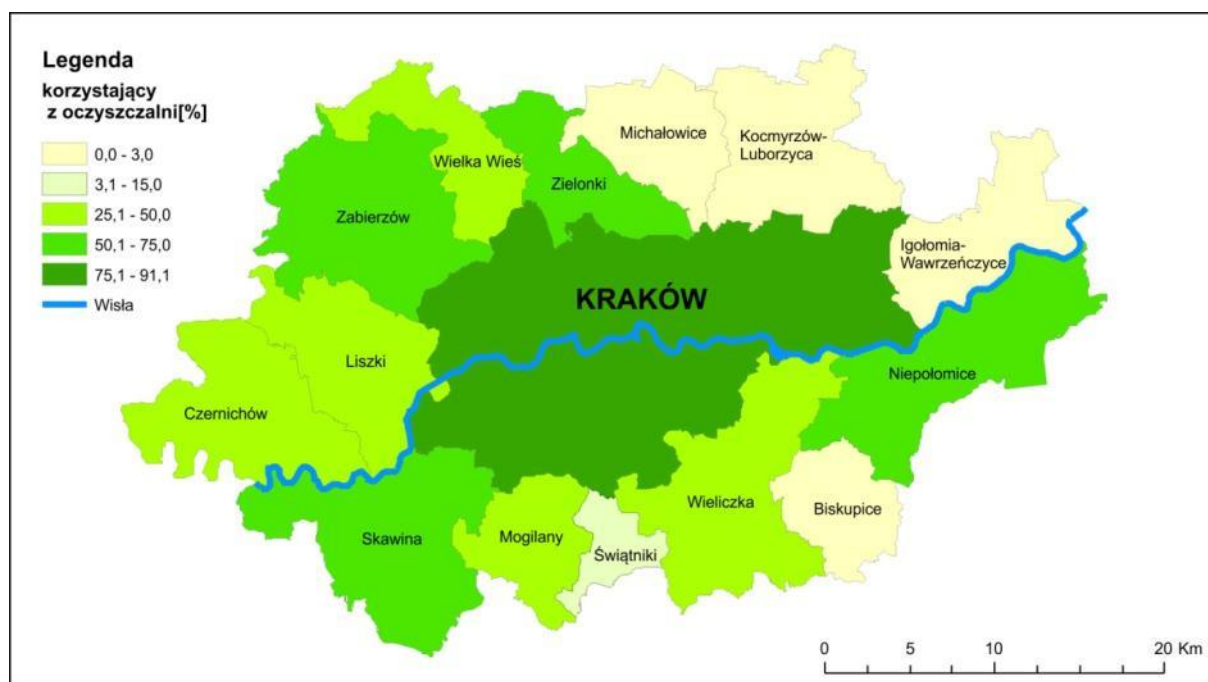 Legenda
korzystający
z oczyszczalni[%]
0,0 - 3,0
3,1 - 15,0
25,1 - 50,0
50,1 - 75,0
75,1 - 91,1
Wisła
Michałowice
Kocmyrzów-
Luborzyca
Wielka Wieś
Zielonki
Zabierzów
Igołomia-
Wawrzeńczyce
KRAKÓW
Liszki
Niepołomice
Czernichów
Wieliczka
Biskupice
Skawina
Mogilany
Świątniki
0 5 10 20 Km